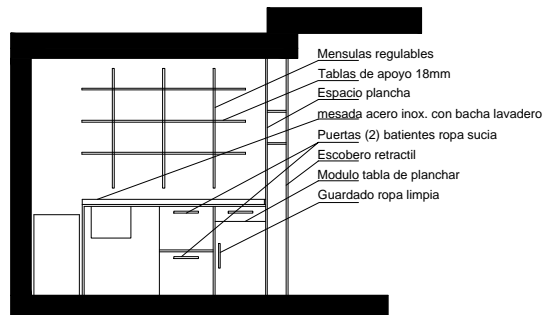 Mensulas regulables
Tablas de apoyo 18mm
Espacio plancha
mesada acero inox. con bacha lavadero
Puertas (2) batientes ropa sucia
Escobero retractil
Modulo tabla de planchar
Guardado ropa limpia